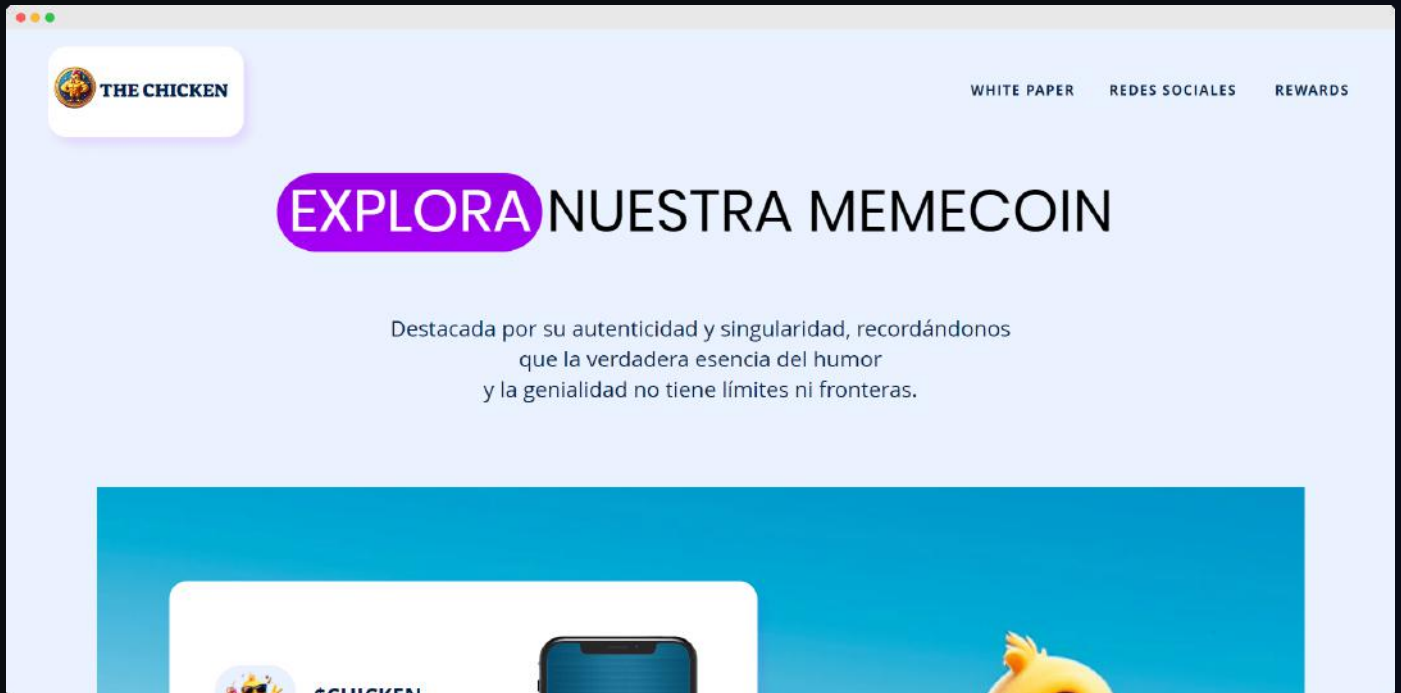 THE CHICKEN
WHITE PAPER REDES SOCIALES REWARDS
EXPLORA NUESTRA MEMECOIN
Destacada por su autenticidad y singularidad, recordándonos
que la verdadera esencia del humor
y la genialidad no tiene límites ni fronteras.
$CHICKEN